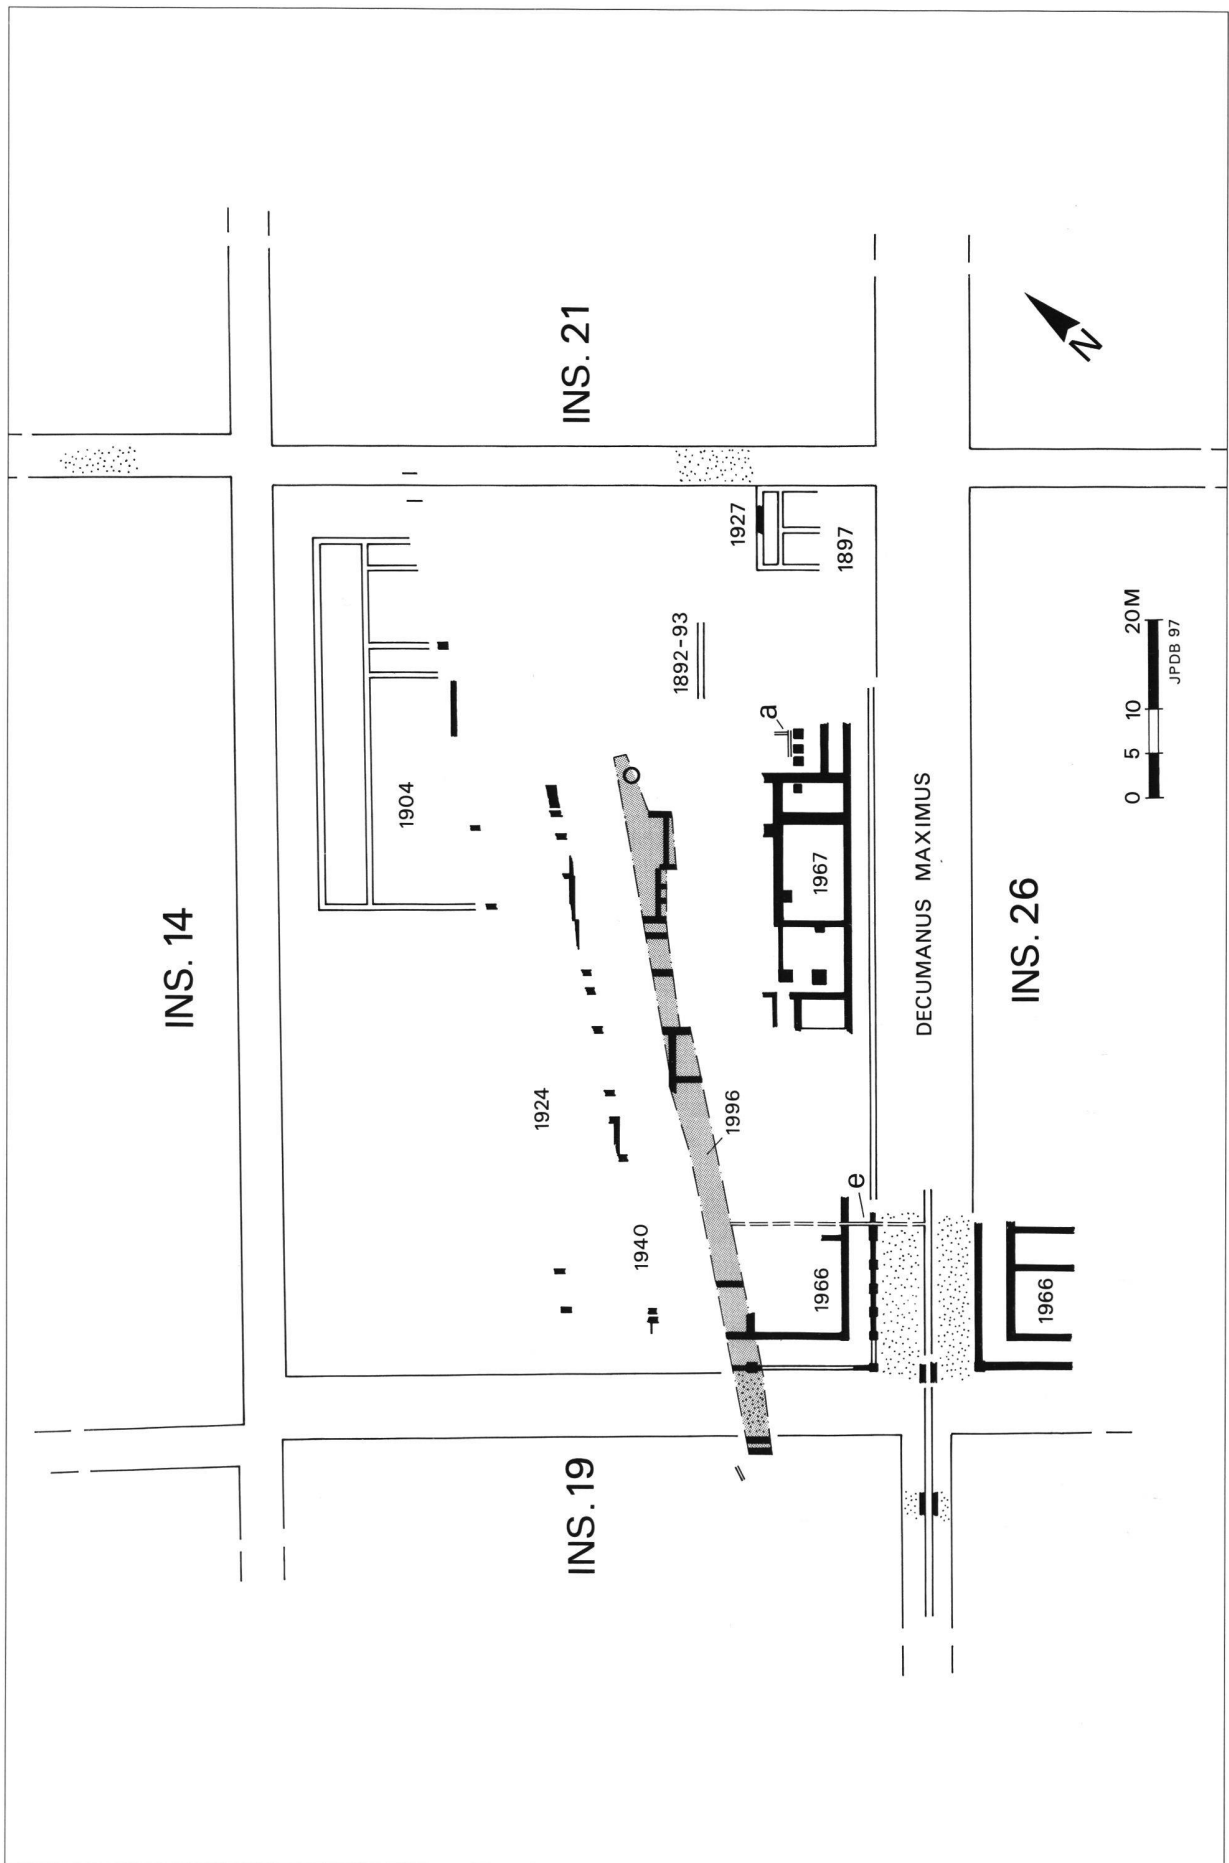 INS. 14
INS. 21
INS. 19
INS. 26
1904
1924
1940
1892-93
1927
1897
a
1967
1996
e
1966
1966
DECUMANUS MAXIMUS
N
0 5 10 20M
JPDB 97